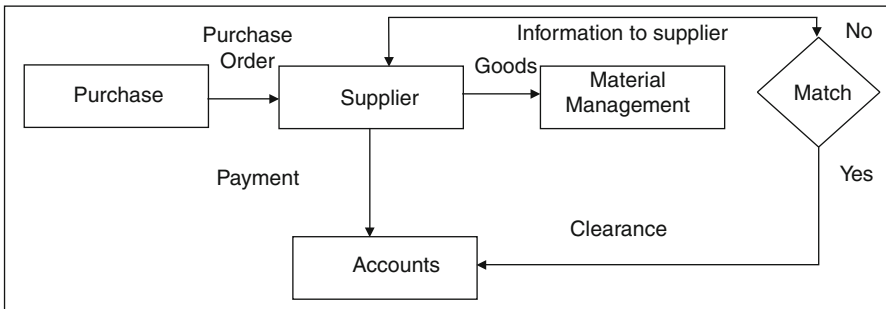 Purchase
Order
Information to supplier
No
Goods
Purchase
Supplier
Material
Management
Match
Payment
Yes
Clearance
Accounts